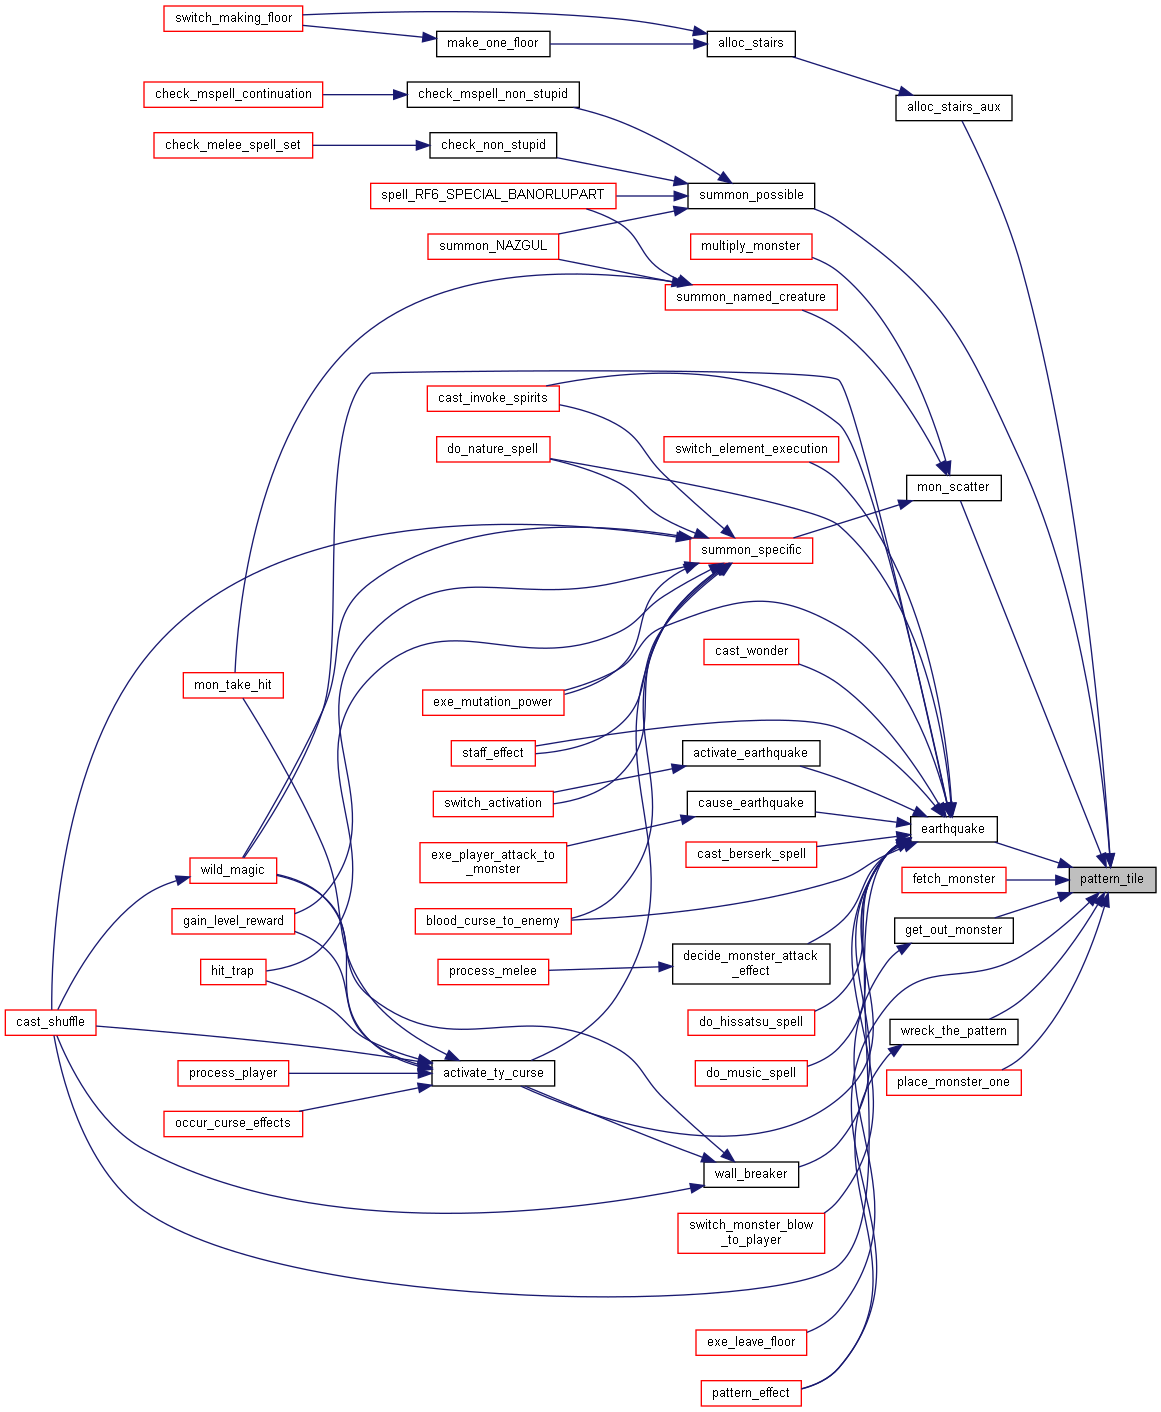 switch_making_floor
make_one_floor
alloc_stairs
check_mspell_continuation
check_mspell_non_stupid
alloc_stairs_aux
check_melee_spell_set
check_non_stupid
spell_RF6_SPECIAL_BANORLUPART
summon_possible
summon_NAZGUL
multiply_monster
summon_named_creature
cast_invoke_spirits
do_nature_spell
switch_element_execution
mon_scatter
summon_specific
cast_wonder
mon_take_hit
exe_mutation_power
staff_effect
activate_earthquake
switch_activation
cause_earthquake
earthquake
exe_player_attack_to
_monster
cast_berserk_spell
wild_magic
fetch_monster
pattern_tile
gain_level_reward
blood_curse_to_enemy
get_out_monster
hit_trap
process_melee
decide_monster_attack
_effect
cast_shuffle
do_hissatsu_spell
wreck_the_pattern
process_player
activate_ty_curse
do_music_spell
place_monster_one
occur_curse_effects
wall_breaker
switch_monster_blow
_to_player
exe_leave_floor
pattern_effect